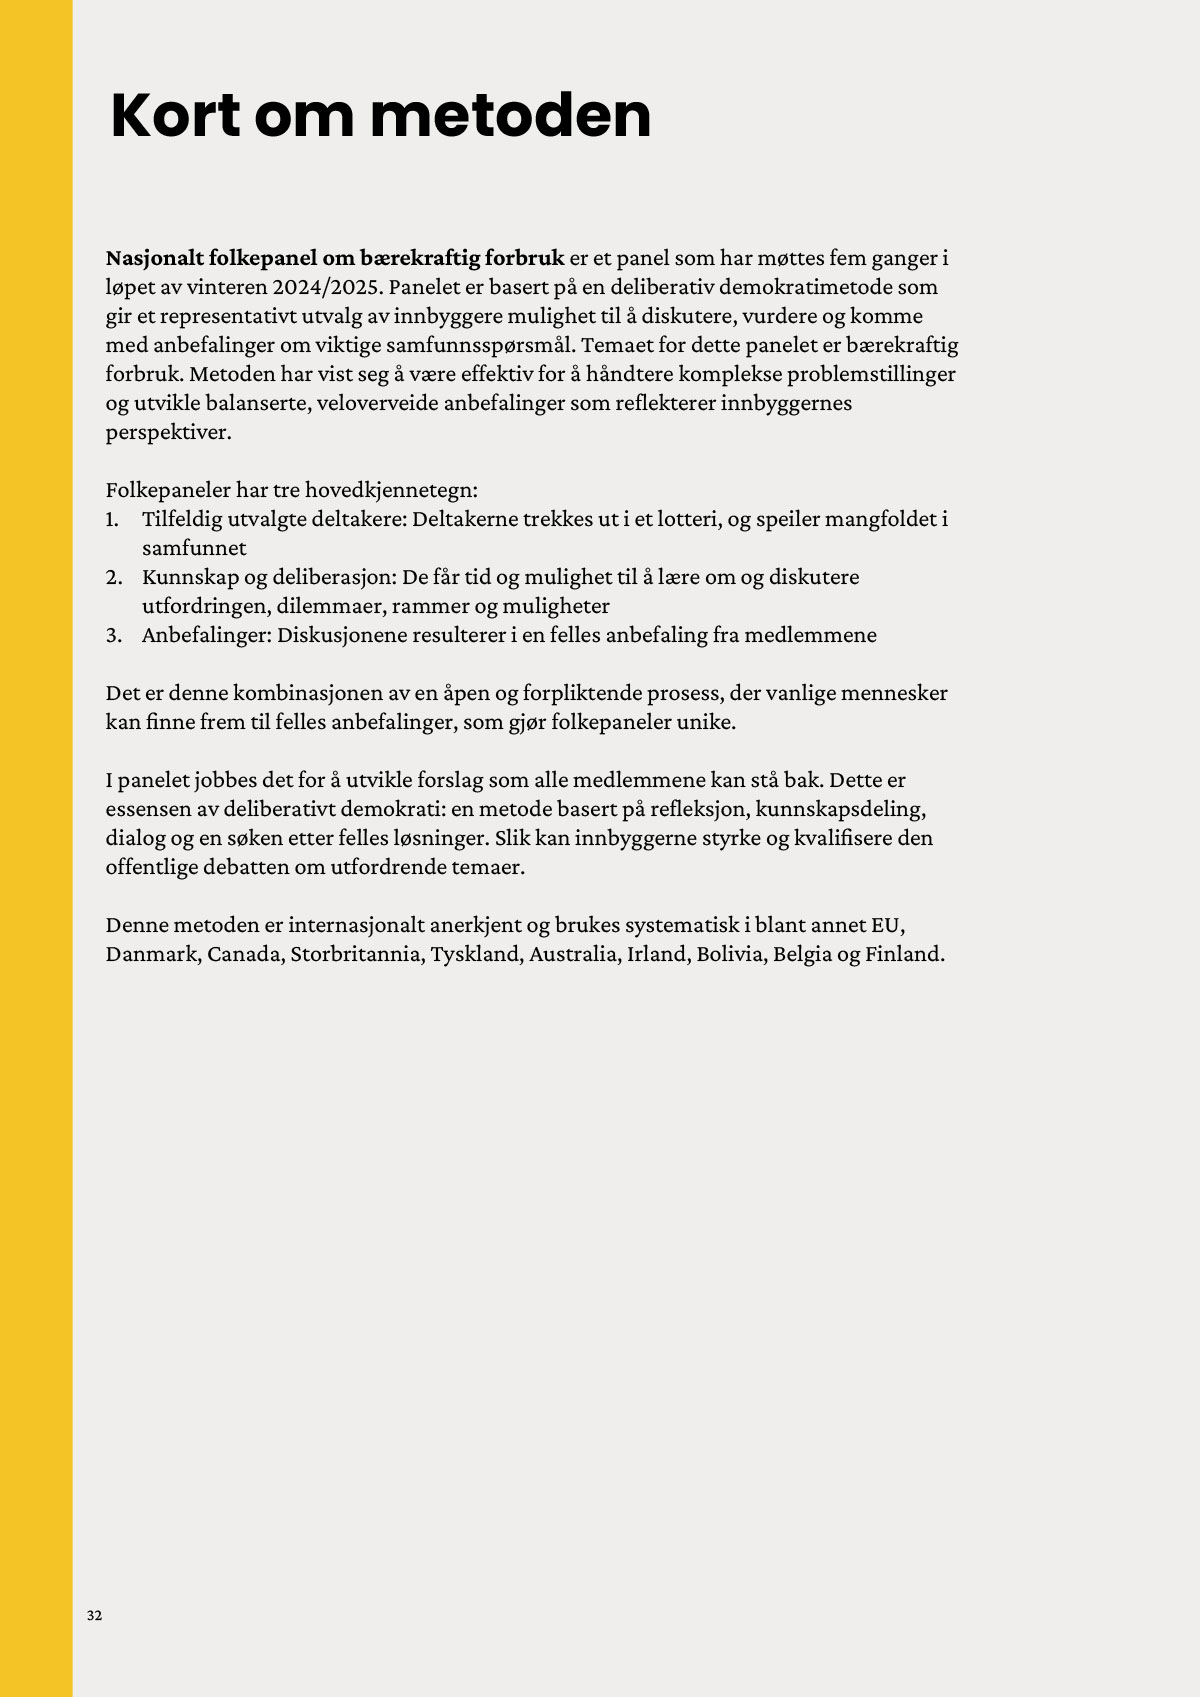 Kort om metoden
Nasjonalt folkepanel om bærekraftig forbruk er et panel som har møttes fem ganger i
løpet av vinteren 2024/2025. Panelet er basert på en deliberativ demokratimetode som
gir et representativt utvalg av innbyggere mulighet til å diskutere, vurdere og komme
med anbefalinger om viktige samfunnsspørsmål. Temaet for dette panelet er bærekraftig
forbruk. Metoden har vist seg å være effektiv for å håndtere komplekse problemstillinger
og utvikle balanserte, veloverveide anbefalinger som reflekterer innbyggernes
perspektiver.
Folkepaneler har tre hovedkjennetegn:
1. Tilfeldig utvalgte deltakere: Deltakerne trekkes ut i et lotteri, og speiler mangfoldet i
samfunnet
2. Kunnskap og deliberasjon: De får tid og mulighet til å lære om og diskutere
utfordringen, dilemmaer, rammer og muligheter
3. Anbefalinger: Diskusjonene resulterer i en felles anbefaling fra medlemmene
Det er denne kombinasjonen av en åpen og forpliktende prosess, der vanlige mennesker
kan finne frem til felles anbefalinger, som gjør folkepaneler unike.
I panelet jobbes det for å utvikle forslag som alle medlemmene kan stå bak. Dette er
essensen av deliberativt demokrati: en metode basert på refleksjon, kunnskapsdeling,
dialog og en søken etter felles løsninger. Slik kan innbyggerne styrke og kvalifisere den
offentlige debatten om utfordrende temaer.
Denne metoden er internasjonalt anerkjent og brukes systematisk i blant annet EU,
Danmark, Canada, Storbritannia, Tyskland, Australia, Irland, Bolivia, Belgia og Finland.
32